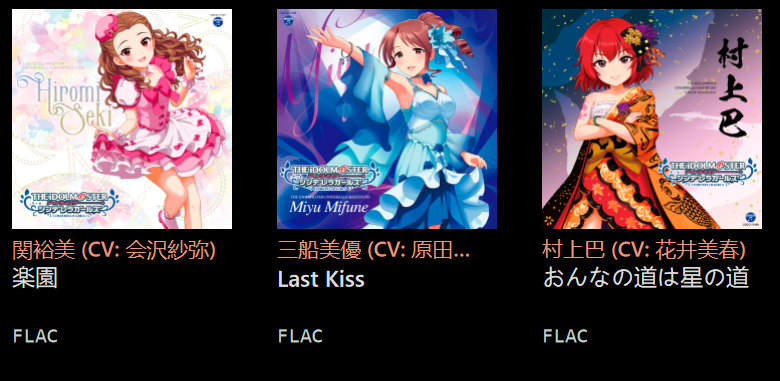 Hiromi
Seki
THE IDOLM@STER
シンデレラガールズ
関裕美 (CV: 会沢紗弥)
楽園
FLAC
THE IDOLM@STER
シンデレラガールズ
Miyu Mifune
三船美優 (CV: 原田...
Last Kiss
FLAC
村上巴
THE IDOLM@STER
シンデレラガールズ
村上巴 (CV: 花井美春)
おんなの道は星の道
FLAC